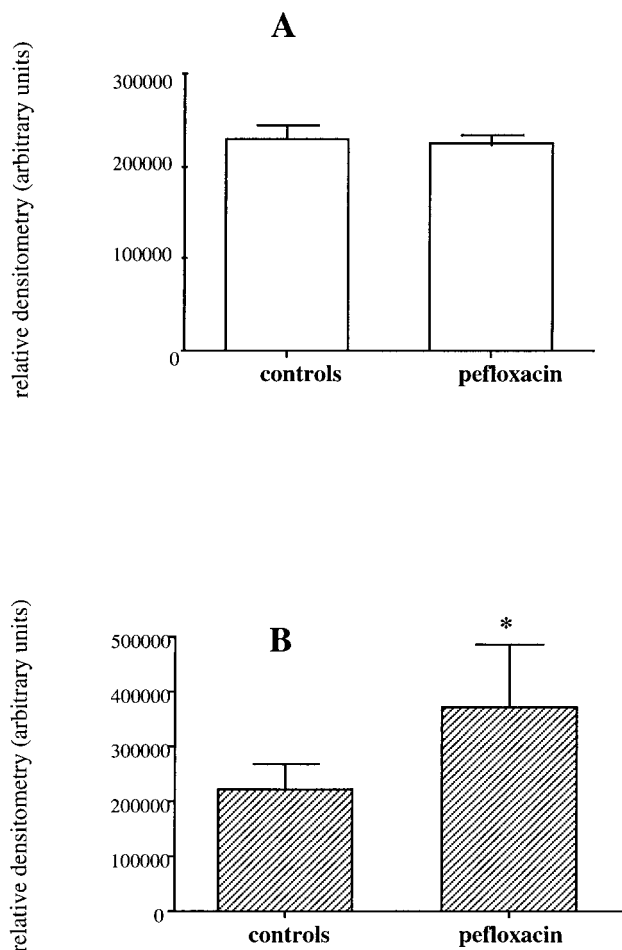 A
relative densitometry (arbitrary units)
300000
200000
100000
0
controls pefloxacin
B
relative densitometry (arbitrary units)
*
500000
400000
300000
200000
100000
0
controls pefloxacin